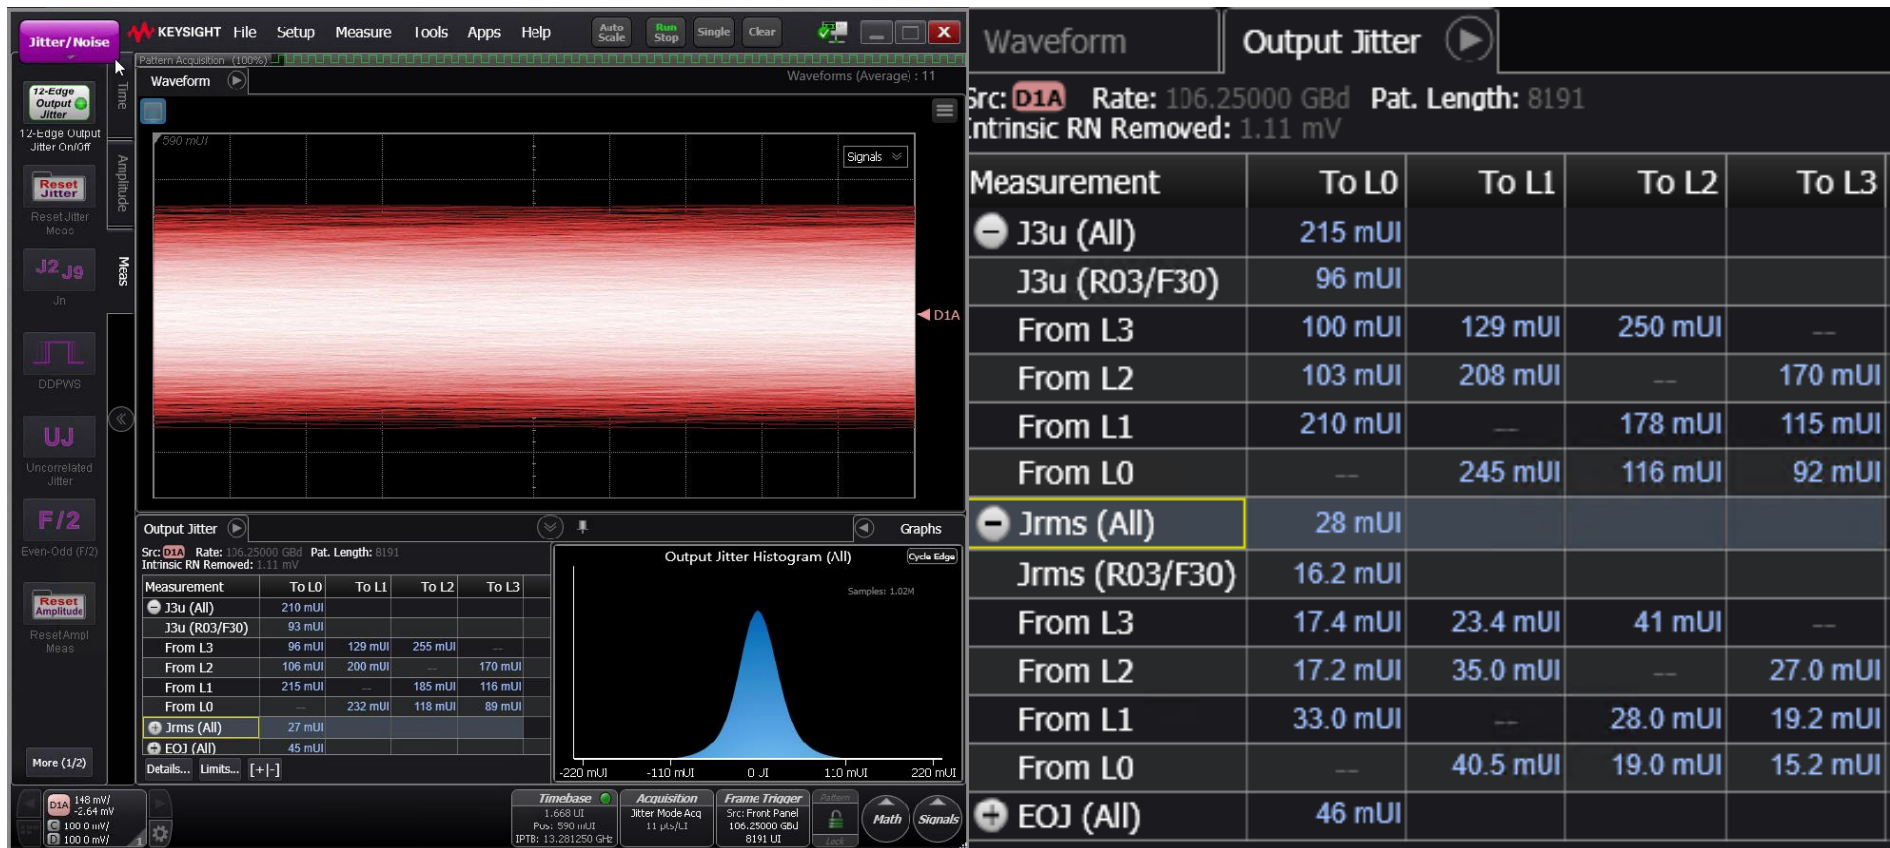 Jitter/Noise
KEYSIGHT File Setup Measure Tools Apps Help
Auto Scale
Run Stop
Single
Clear
Pattern Acquisition (100%)
Waveform
Waveforms (Average) : 11
12-Edge
Output
Jitter
12-Edge Output
Jitter On/Off
Reset
Jitter
Reset Jitter
Meas
J2 J9
Jn
DDPWS
UJ
Uncorrelated
Jitter
F/2
Even-Odd (F/2)
Reset
Amplitude
Reset Ampl
Meas
More (1/2)
Time
Amplitude
Meas
590 mUI
Signals
D1A
Output Jitter
Graphs
Src: D1A Rate: 106.25000 GBd Pat. Length: 8191
Intrinsic RN Removed: 1.11 mV
Measurement To L0 To L1 To L2 To L3
J3u (All) 210 mUI
J3u (R03/F30) 93 mUI
From L3 96 mUI 129 mUI 255 mUI --
From L2 106 mUI 200 mUI -- 170 mUI
From L1 215 mUI -- 185 mUI 116 mUI
From L0 -- 232 mUI 118 mUI 89 mUI
Jrms (All) 27 mUI
EOJ (All) 45 mUI
Details... Limits... [+|-]
Output Jitter Histogram (All)
Cycle Edge
Samples: 1.02M
-220 mUI -110 mUI 0 UI 110 mUI 220 mUI
D1A 148 mV/
-2.64 mV
C 100.0 mV/
D 100.0 mV/
1
Timebase
1.668 UI
Pos: 590 mUI
IPTB: 13.281250 GHz
Acquisition
Jitter Mode Acq
11 pts/UI
Frame Trigger
Src: Front Panel
106.25000 GBd
8191 UI
Pattern
Lock
Math
Signals
Waveform
Output Jitter
Src: D1A Rate: 106.25000 GBd Pat. Length: 8191
Intrinsic RN Removed: 1.11 mV
Measurement To L0 To L1 To L2 To L3
J3u (All) 215 mUI
J3u (R03/F30) 96 mUI
From L3 100 mUI 129 mUI 250 mUI --
From L2 103 mUI 208 mUI -- 170 mUI
From L1 210 mUI -- 178 mUI 115 mUI
From L0 -- 245 mUI 116 mUI 92 mUI
Jrms (All) 28 mUI
Jrms (R03/F30) 16.2 mUI
From L3 17.4 mUI 23.4 mUI 41 mUI --
From L2 17.2 mUI 35.0 mUI -- 27.0 mUI
From L1 33.0 mUI -- 28.0 mUI 19.2 mUI
From L0 -- 40.5 mUI 19.0 mUI 15.2 mUI
EOJ (All) 46 mUI